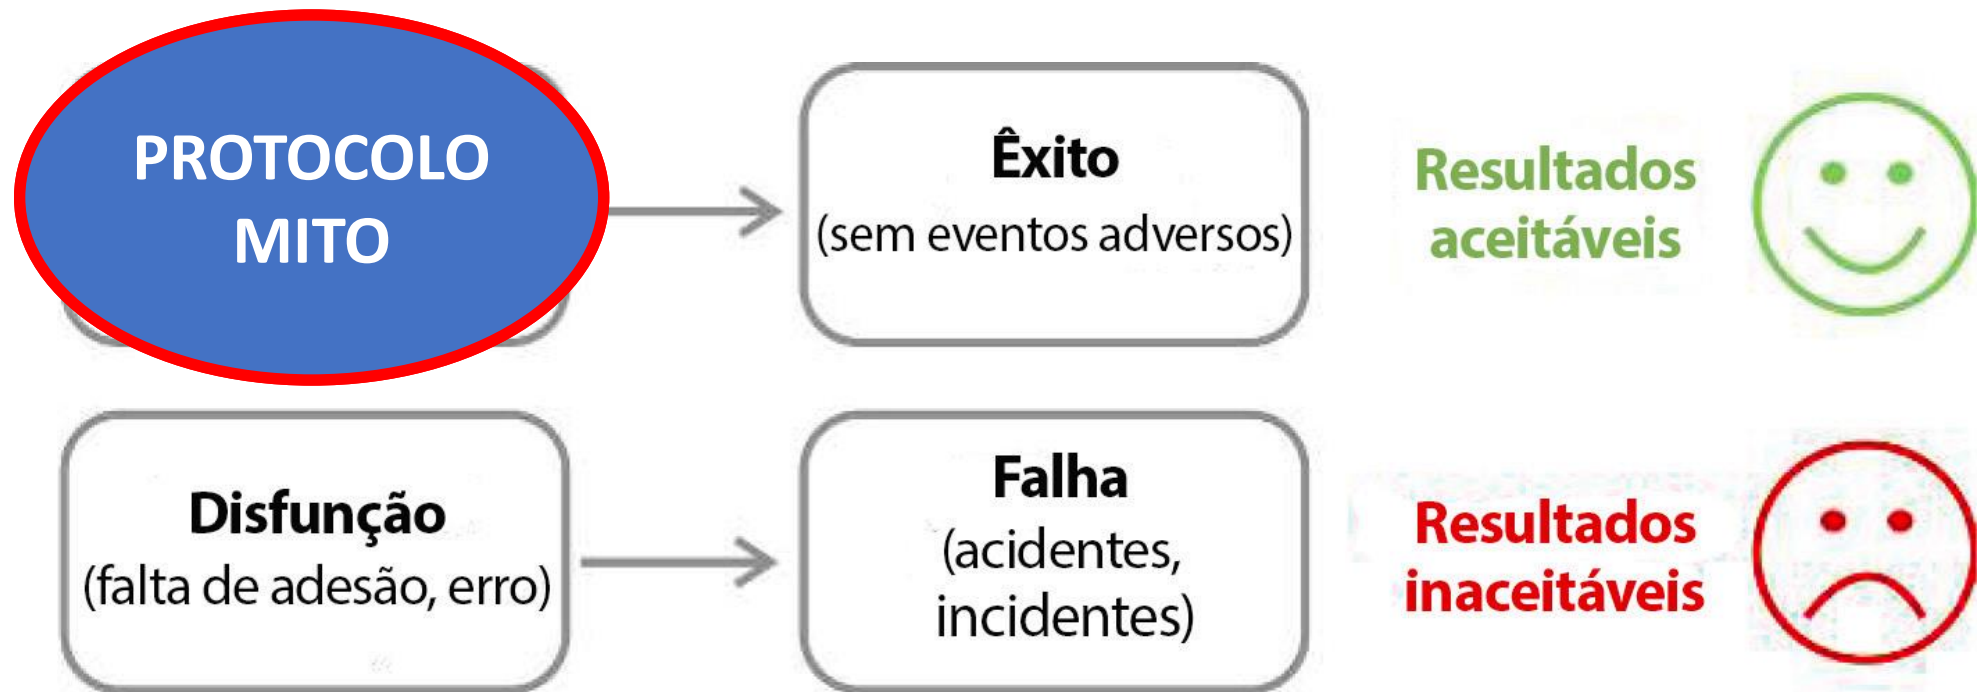 PROTOCOLO
MITO
Êxito
(sem eventos adversos)
Resultados
aceitáveis
Disfunção
(falta de adesão, erro)
Falha
(acidentes,
incidentes)
Resultados
inaceitáveis